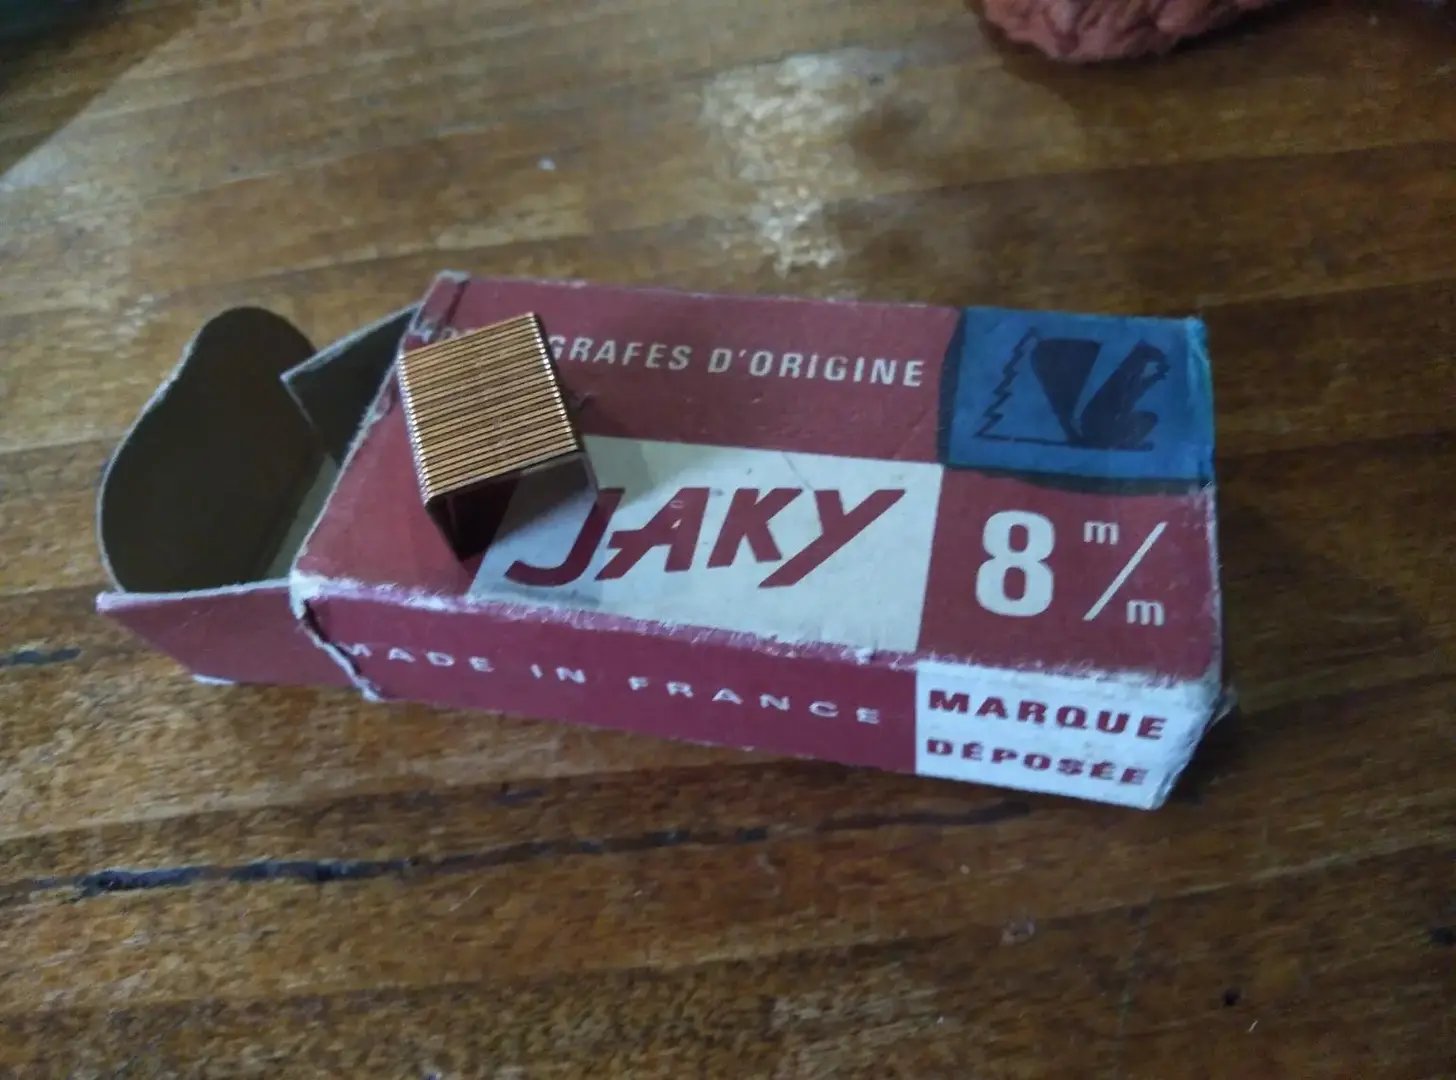 GRAFES D'ORIGINE
JAKY
8 m/m
MADE IN FRANCE
MARQUE
DÉPOSÉE